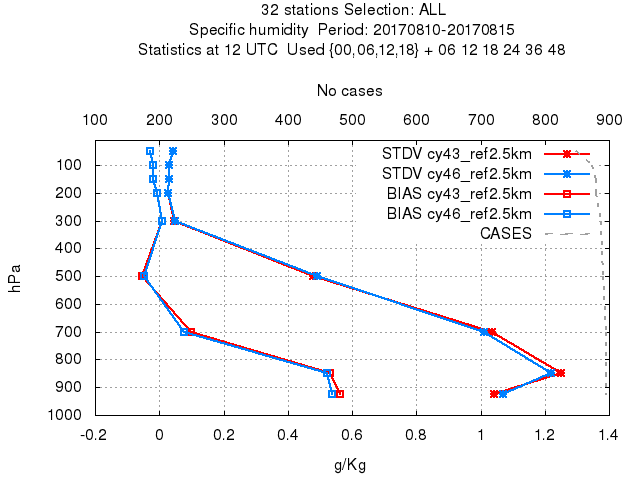 32 stations Selection: ALL
Specific humidity  Period: 20170810-20170815
Statistics at 12 UTC  Used {00,06,12,18} + 06 12 18 24 36 48
No cases
100 200 300 400 500 600 700 800 900
STDV cy43_ref2.5km
STDV cy46_ref2.5km
BIAS cy43_ref2.5km
BIAS cy46_ref2.5km
CASES
100
200
300
400
500
600
700
800
900
1000
hPa
-0.2 0 0.2 0.4 0.6 0.8 1 1.2 1.4
g/Kg